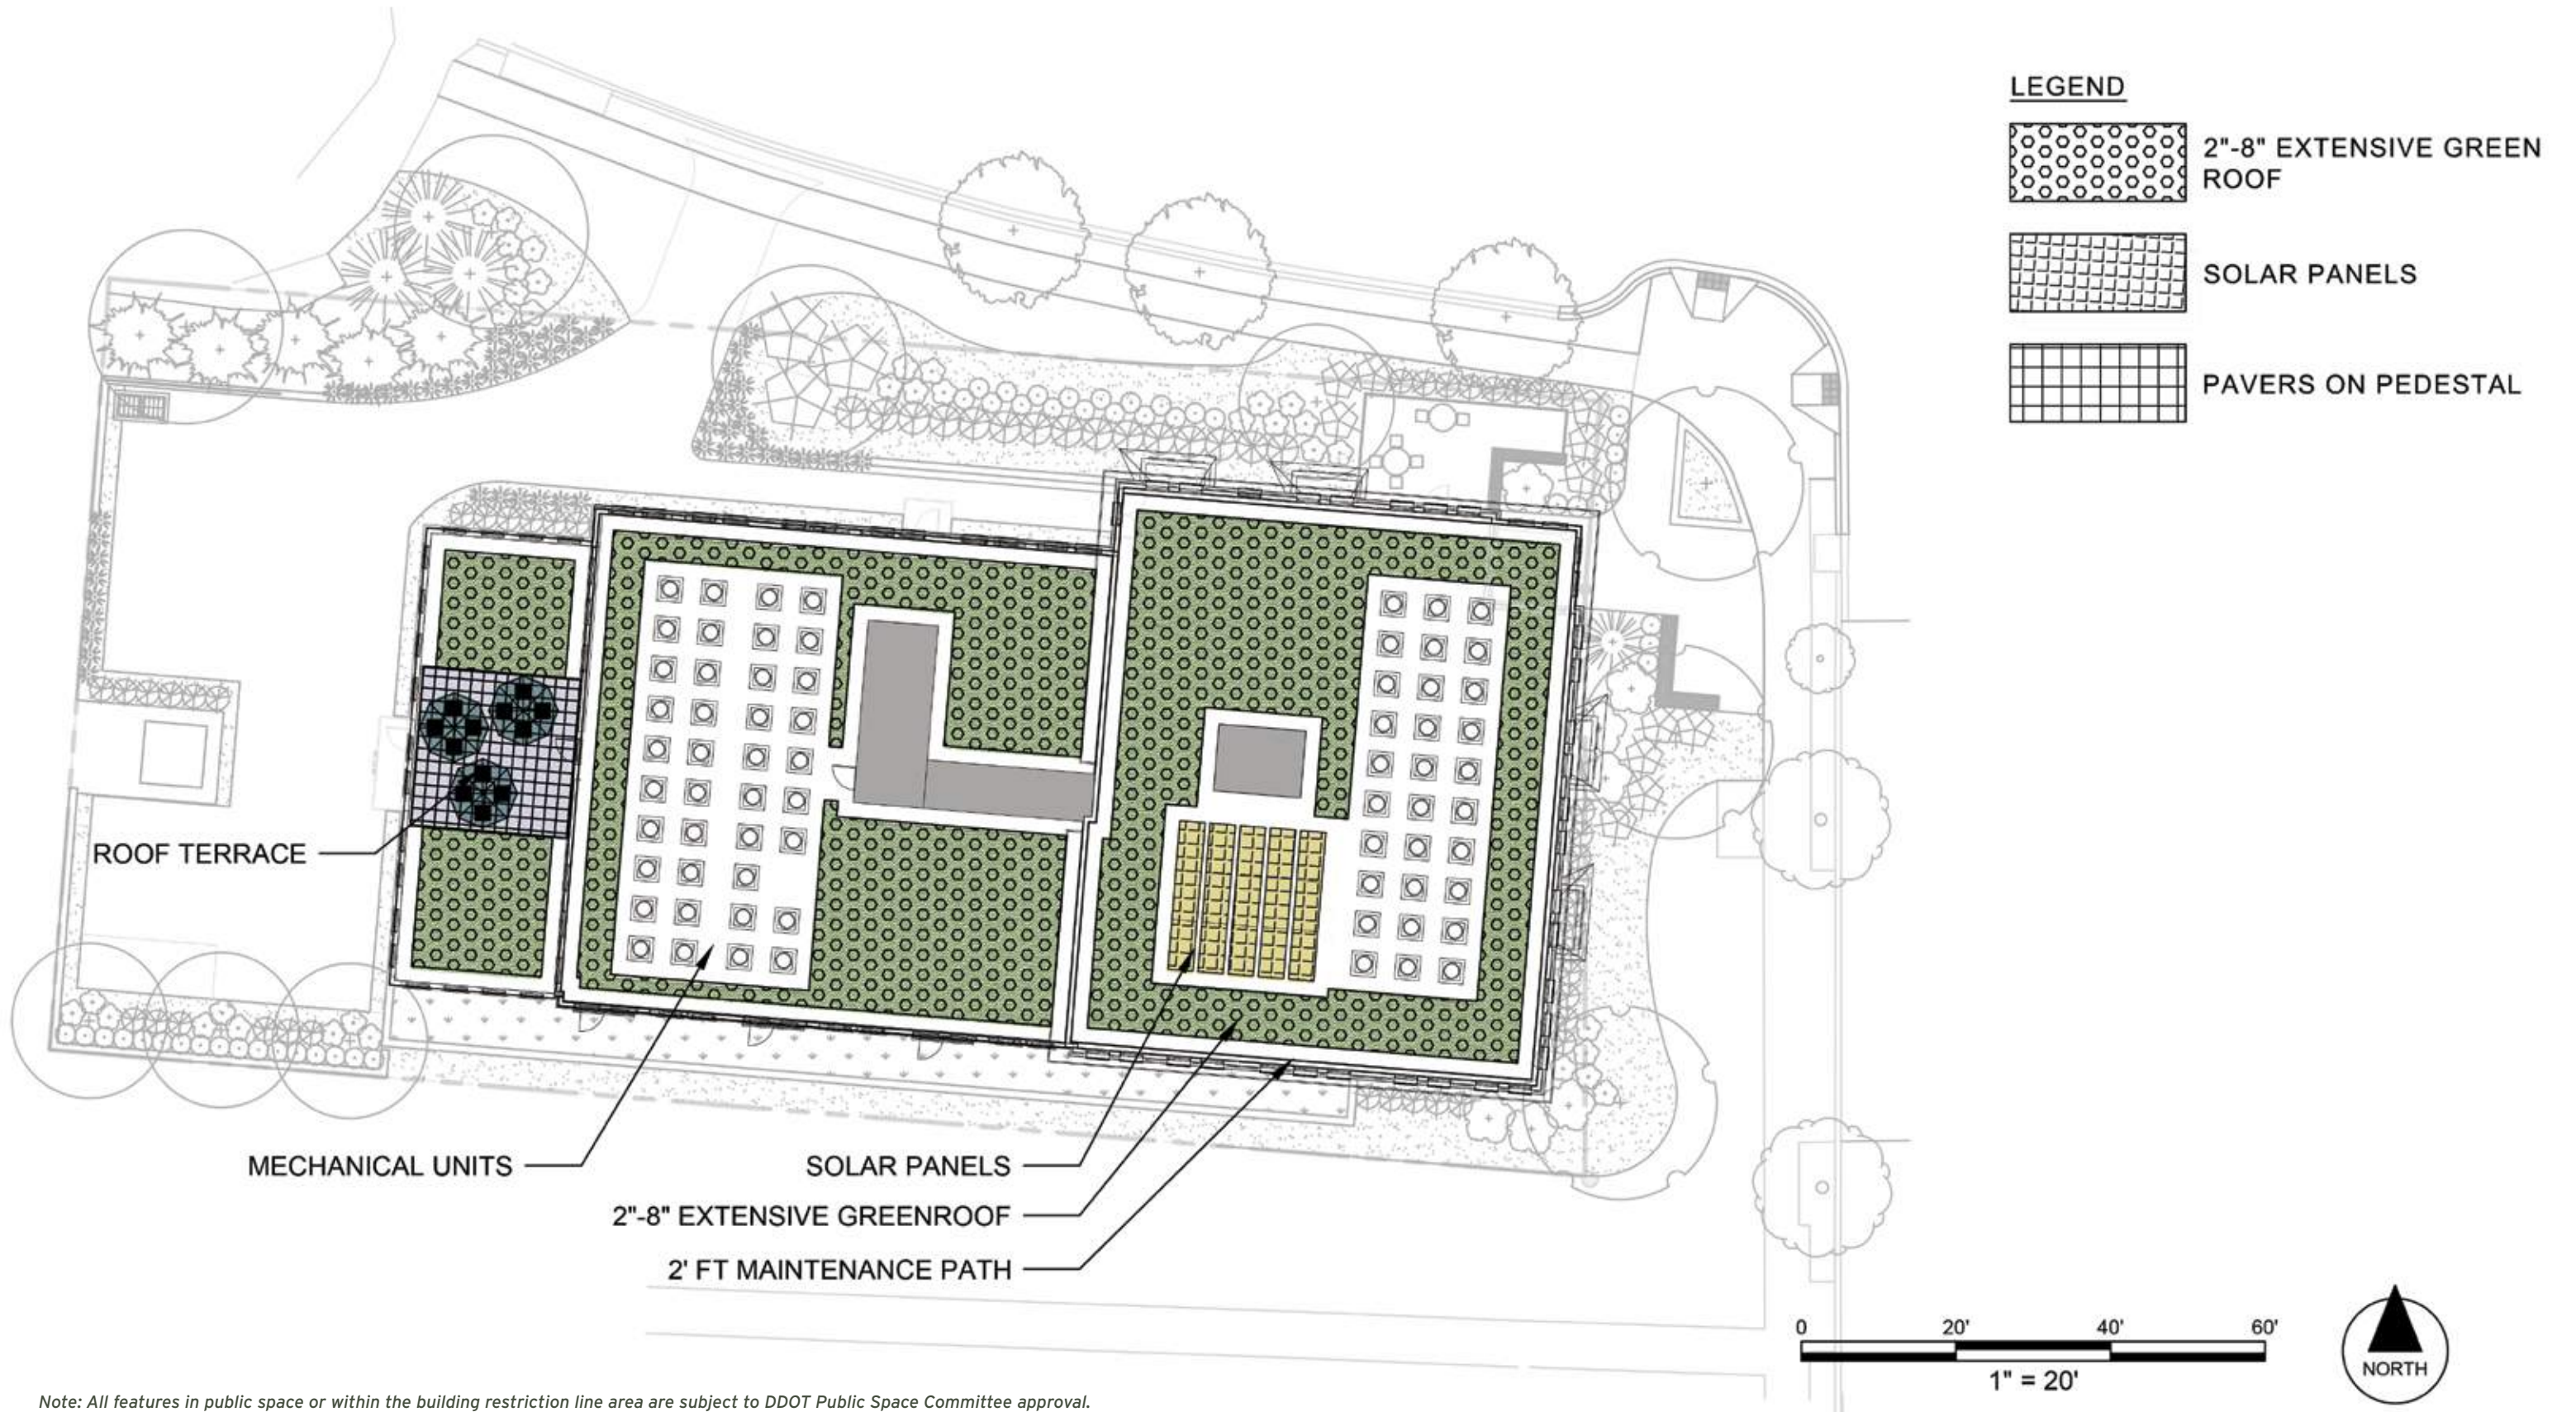 LEGEND
2"-8" EXTENSIVE GREEN
ROOF
SOLAR PANELS
PAVERS ON PEDESTAL
ROOF TERRACE
MECHANICAL UNITS
SOLAR PANELS
2"-8" EXTENSIVE GREENROOF
2' FT MAINTENANCE PATH
0 20' 40' 60'
1" = 20'
NORTH
Note: All features in public space or within the building restriction line area are subject to DDOT Public Space Committee approval.